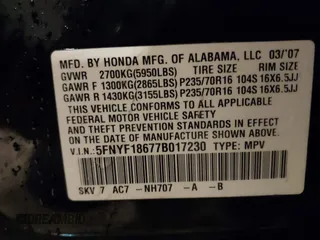 MFD. BY HONDA MFG. OF ALABAMA, LLC 03/'07
GVWR 2700KG(5950LBS) TIRE SIZE RIM SIZE
GAWR F 1300KG(2865LBS) P235/70R16 104S 16X6.5JJ
GAWR R 1430KG(3155LBS) P235/70R16 104S 16X6.5JJ
THIS VEHICLE CONFORMS TO ALL APPLICABLE
FEDERAL MOTOR VEHICLE SAFETY STANDARDS IN
EFFECT ON THE DATE OF MANUFACTURE SHOWN
ABOVE.
V.I.N.: 5FNYF18677B017230 TYPE: MPV
SKV 7 AC7- -NH707 -A -B